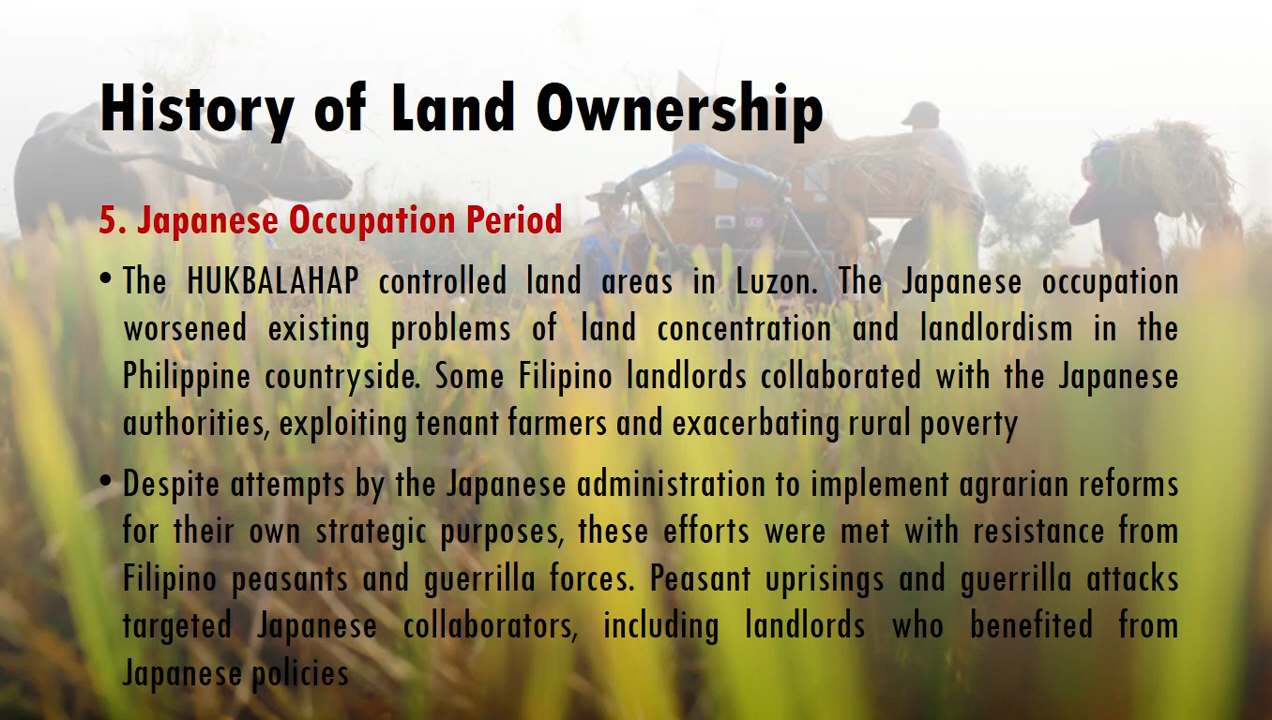 History of Land Ownership
5. Japanese Occupation Period
• The HUKBALAHAP controlled land areas in Luzon. The Japanese occupation
worsened existing problems of land concentration and landlordism in the
Philippine countryside. Some Filipino landlords collaborated with the Japanese
authorities, exploiting tenant farmers and exacerbating rural poverty
• Despite attempts by the Japanese administration to implement agrarian reforms
for their own strategic purposes, these efforts were met with resistance from
Filipino peasants and guerrilla forces. Peasant uprisings and guerrilla attacks
targeted Japanese collaborators, including landlords who benefited from
Japanese policies